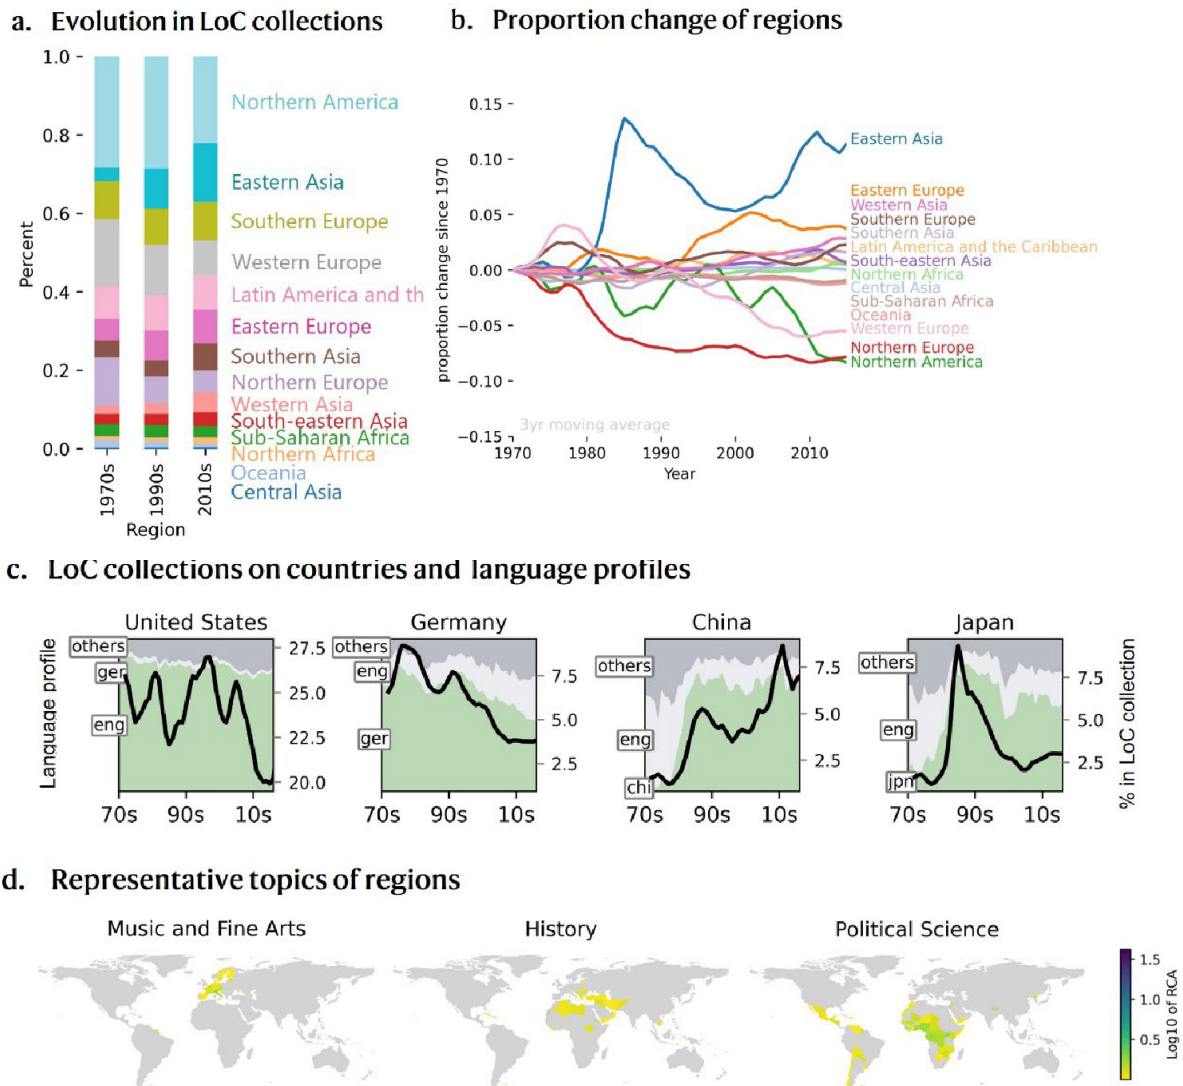 a. Evolution in LoC collections
1.0
0.8
0.6
0.4
0.2
0.0
Percent
Northern America
Eastern Asia
Southern Europe
Western Europe
Latin America and th
Eastern Europe
Southern Asia
Northern Europe
Western Asia
South-eastern Asia
Sub-Saharan Africa
Northern Africa
Oceania
Central Asia
1970s
1990s
2010s
Region
b. Proportion change of regions
proportion change since 1970
0.15
0.10
0.05
0.00
−0.05
−0.10
−0.15
Eastern Asia
Eastern Europe
Western Asia
Southern Europe
Southern Asia
Latin America and the Caribbean
South-eastern Asia
Northern Africa
Central Asia
Sub-Saharan Africa
Oceania
Western Europe
Northern Europe
Northern America
3yr moving average
1970 1980 1990 2000 2010
Year
c. LoC collections on countries and language profiles
Language profile
United States
others
ger
eng
27.5
25.0
22.5
20.0
70s 90s 10s
Germany
others
eng
ger
7.5
5.0
2.5
70s 90s 10s
China
others
eng
chi
7.5
5.0
2.5
70s 90s 10s
Japan
others
eng
jpn
7.5
5.0
2.5
70s 90s 10s
% in LoC collection
d. Representative topics of regions
Music and Fine Arts
History
Political Science
1.5
1.0
0.5
Log10 of RCA